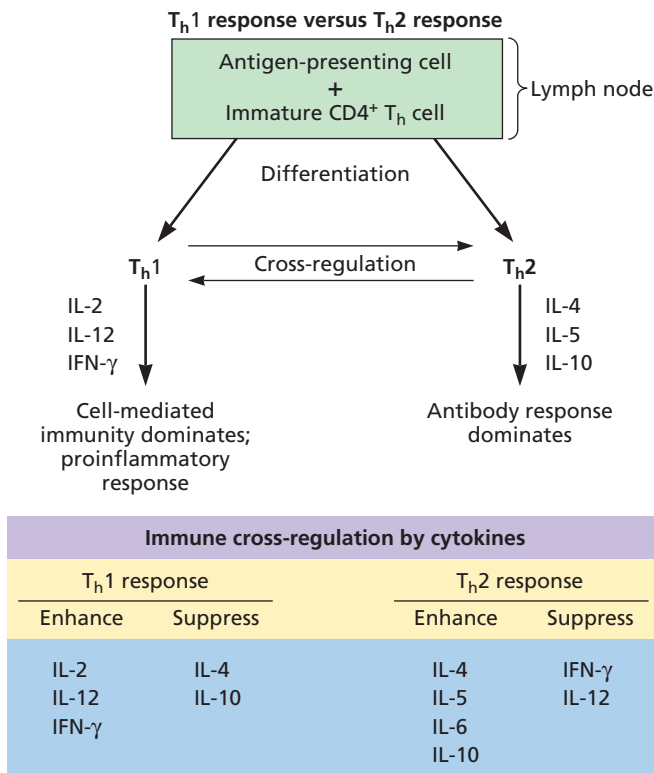 Th1 response versus Th2 response
Antigen-presenting cell
+
Immature CD4+ Th cell
Lymph node
Differentiation
Th1
Cross-regulation
Th2
IL-2
IL-12
IFN-γ
IL-4
IL-5
IL-10
Cell-mediated
immunity dominates;
proinflammatory
response
Antibody response
dominates
Immune cross-regulation by cytokines
Th1 response Th2 response
Enhance Suppress Enhance Suppress
IL-2 IL-4 IL-4 IFN-γ
IL-12 IL-10 IL-5 IL-12
IFN-γ IL-6
IL-10